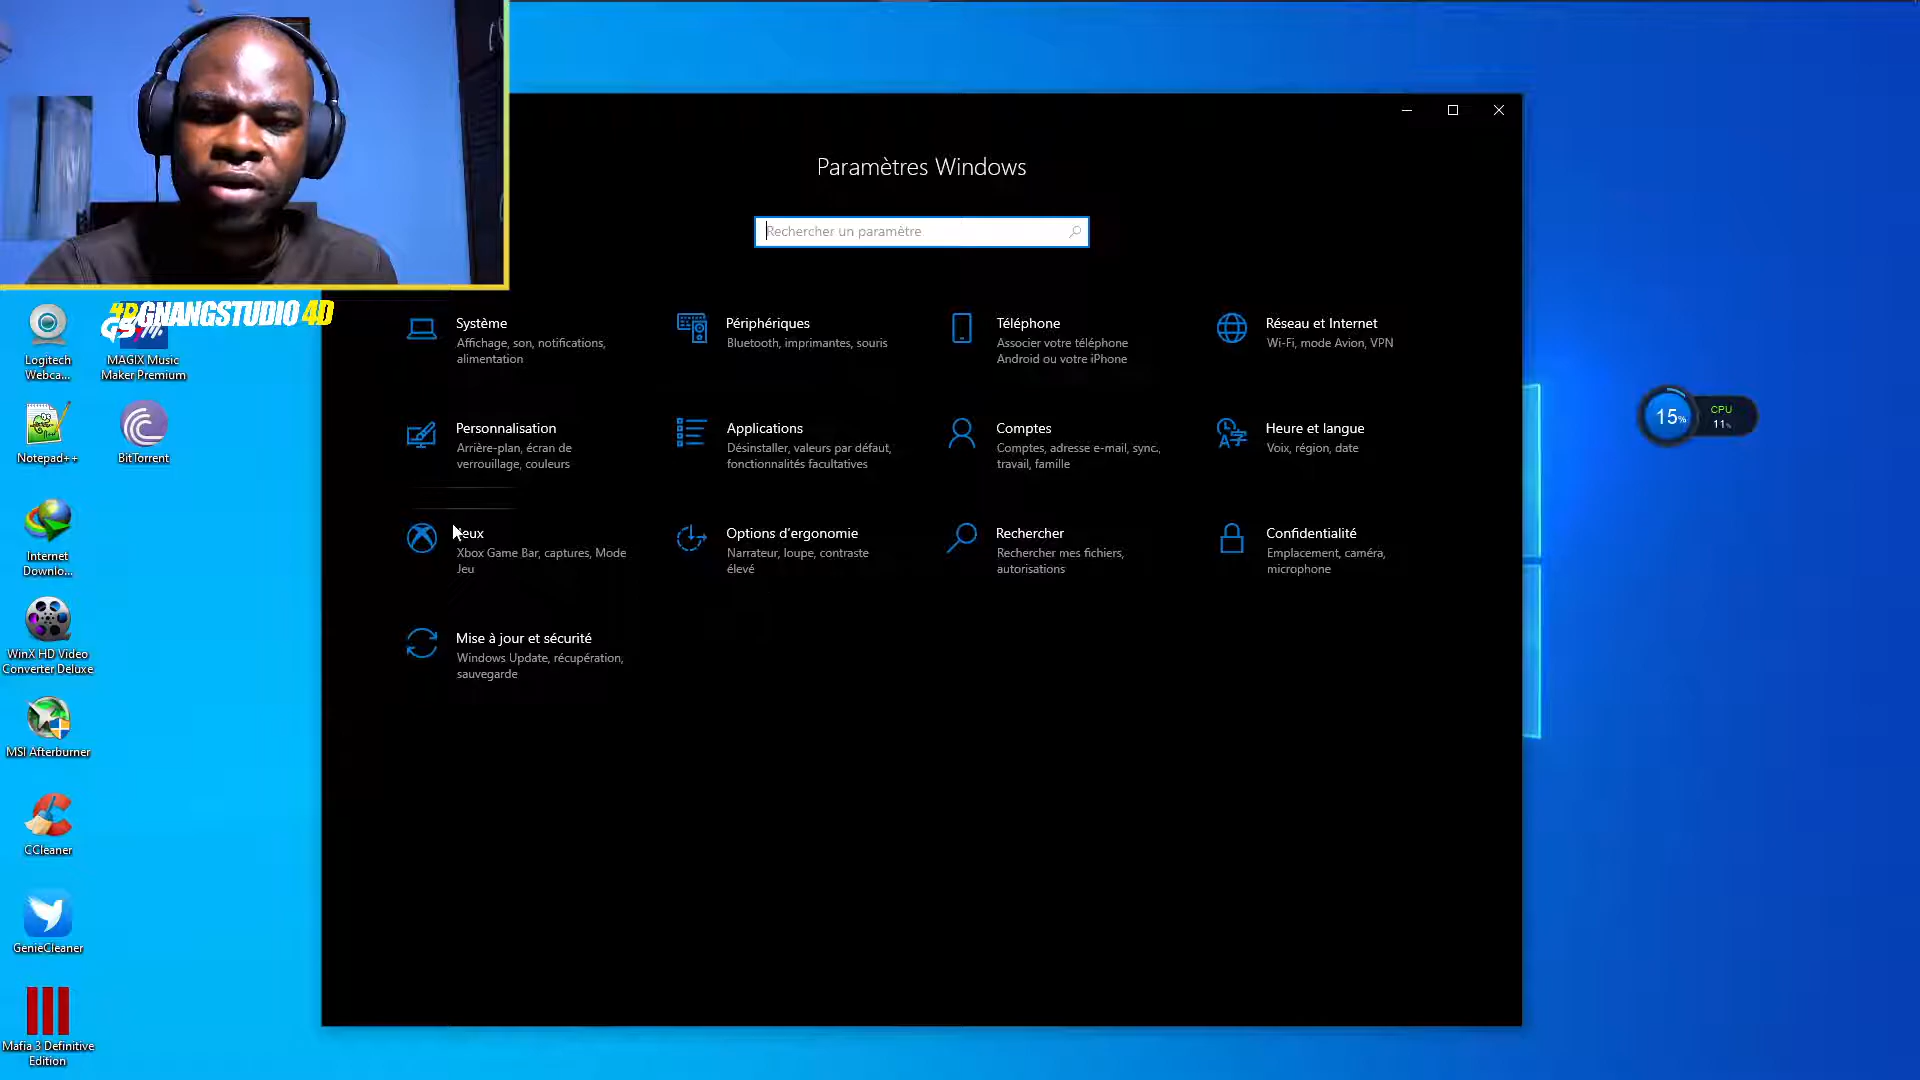 Paramètres Windows
Rechercher un paramètre
GNANGSTUDIO 4D
Logitech
Webca...
MAGIX Music
Maker Premium
Notepad++
BitTorrent
Internet
Downlo...
WinX HD Video
Converter Deluxe
MSI Afterburner
CCleaner
GenieCleaner
Mafia 3 Definitive
Edition
Système
Affichage, son, notifications,
alimentation
Périphériques
Bluetooth, imprimantes, souris
Téléphone
Associer votre téléphone
Android ou votre iPhone
Réseau et Internet
Wi-Fi, mode Avion, VPN
Personnalisation
Arrière-plan, écran de
verrouillage, couleurs
Applications
Désinstaller, valeurs par défaut,
fonctionnalités facultatives
Comptes
Comptes, adresse e-mail, sync.,
travail, famille
Heure et langue
Voix, région, date
Jeux
Xbox Game Bar, captures, Mode
Jeu
Options d'ergonomie
Narrateur, loupe, contraste
élevé
Rechercher
Rechercher mes fichiers,
autorisations
Confidentialité
Emplacement, caméra,
microphone
Mise à jour et sécurité
Windows Update, récupération,
sauvegarde
15%
CPU
11%